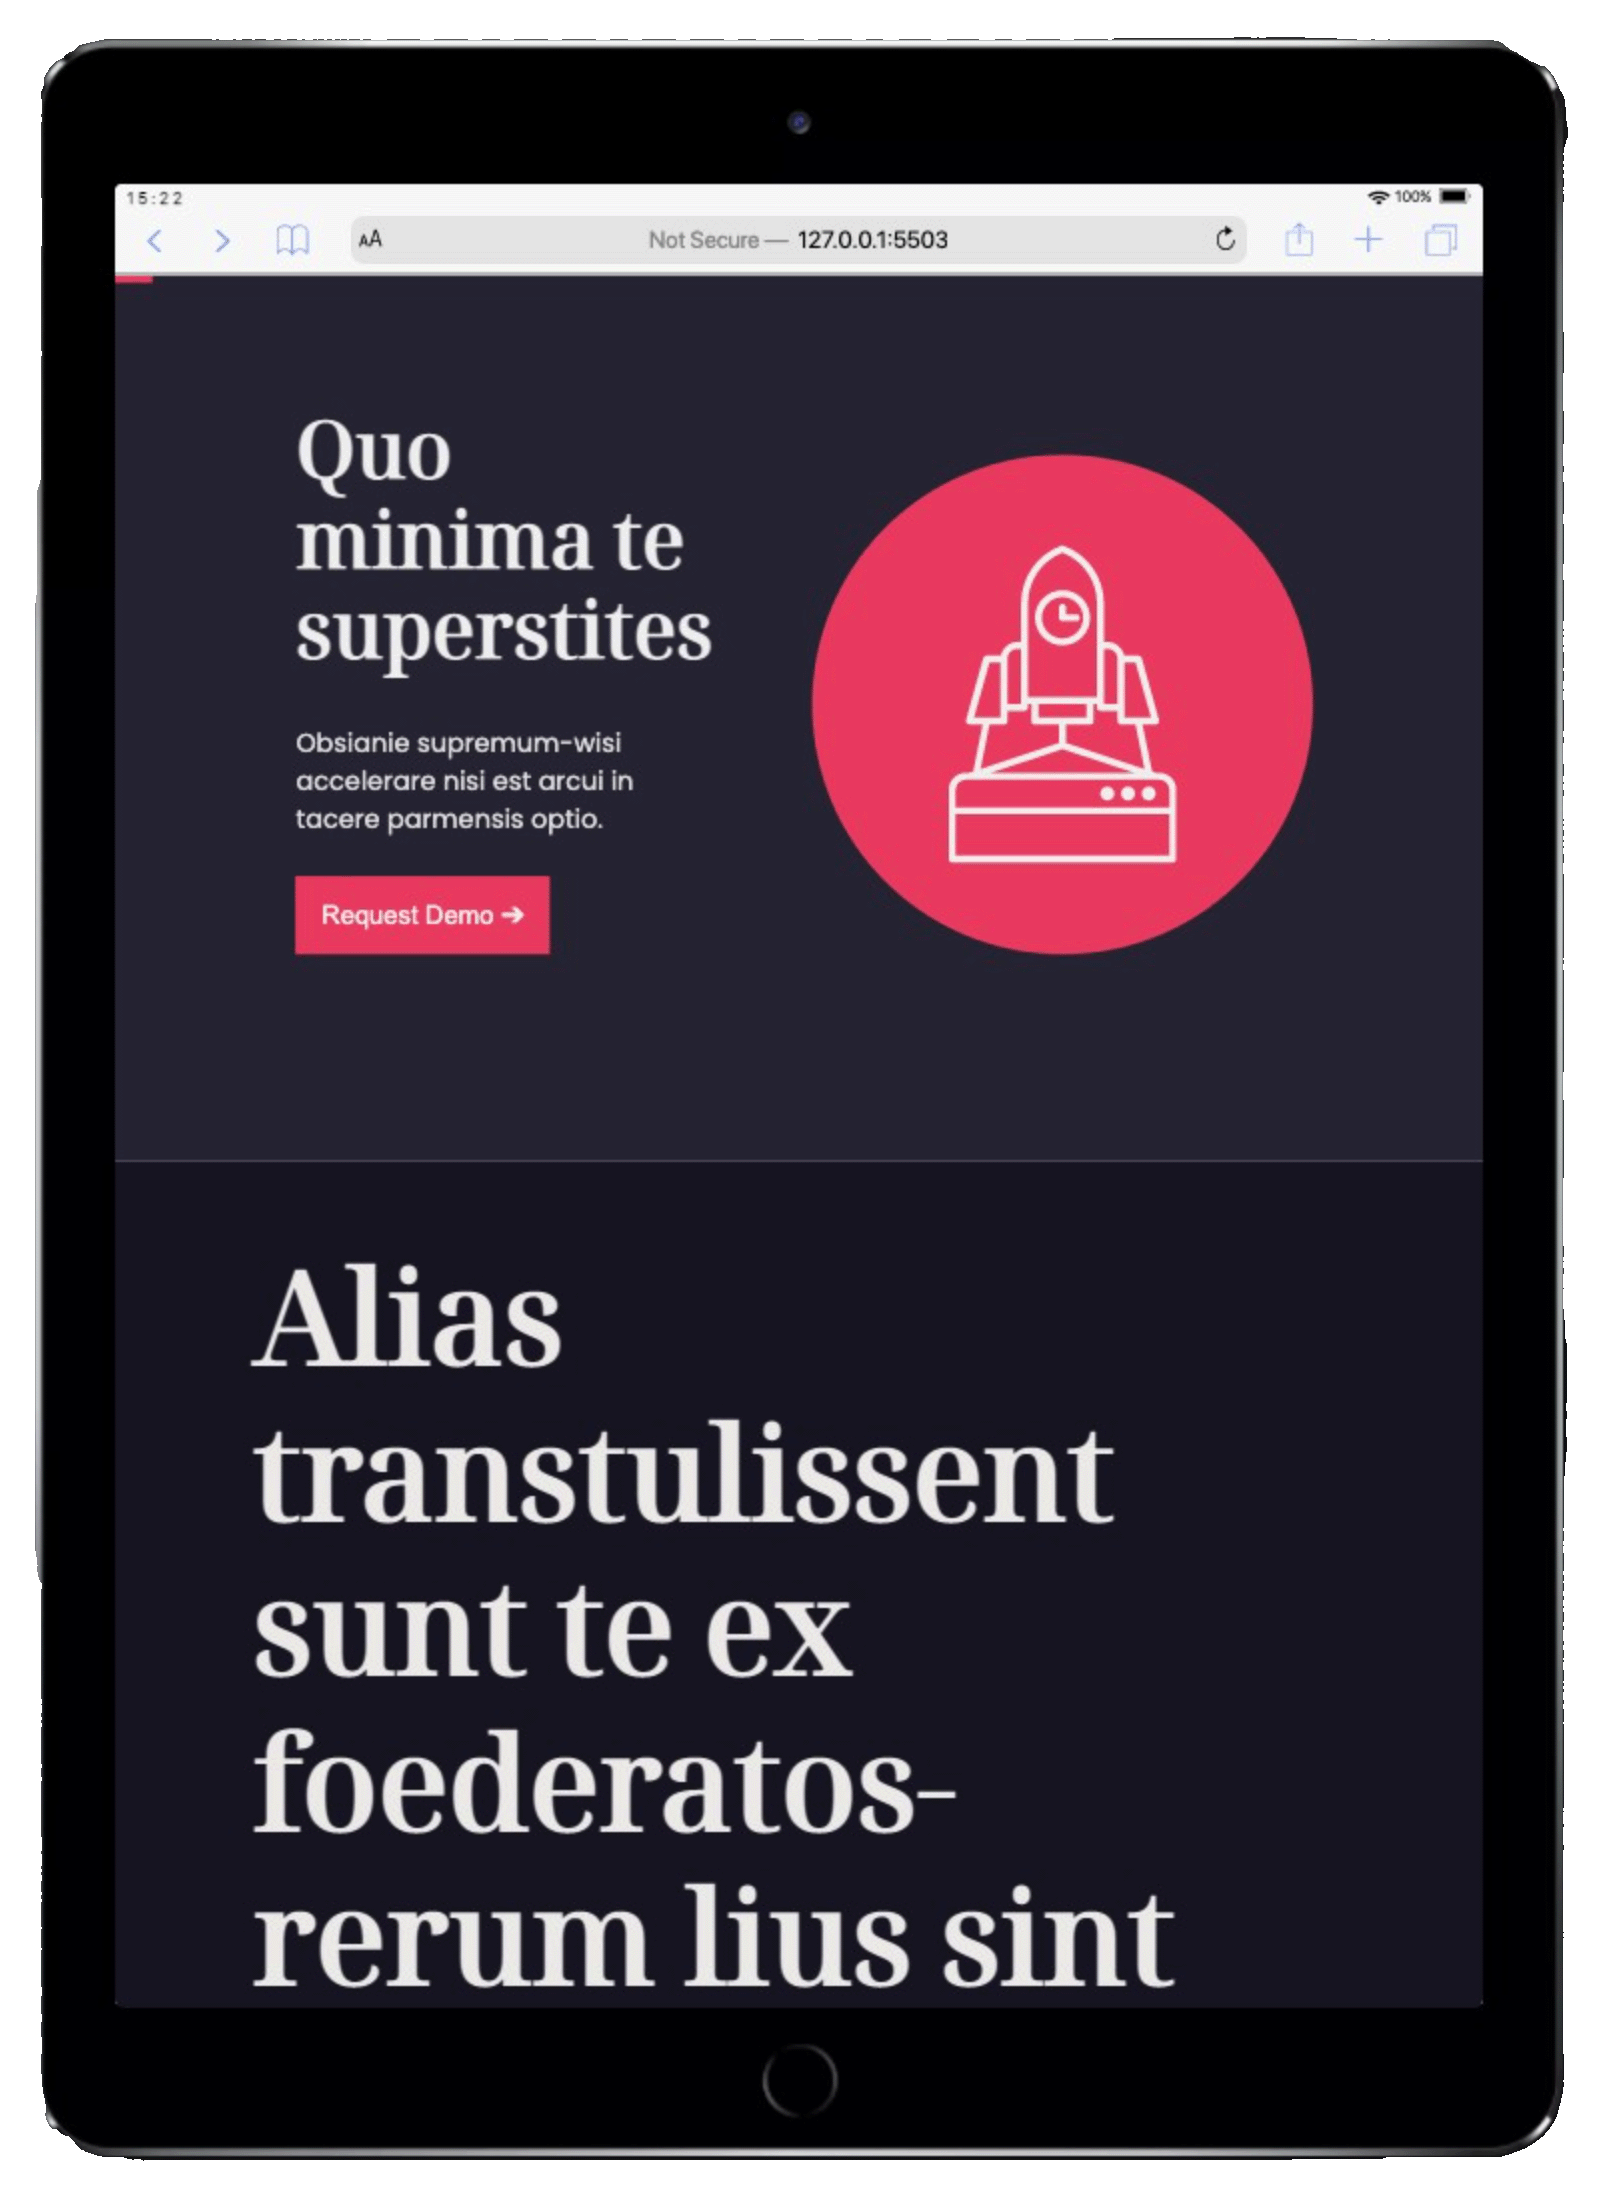 15:22
100%
AA
Not Secure — 127.0.0.1:5503
Quo
minima te
superstites
Obsianie supremum-wisi
accelerare nisi est arcui in
tacere parmensis optio.
Request Demo →
Alias
transtulissent
sunt te ex
foederatos-
rerum lius sint